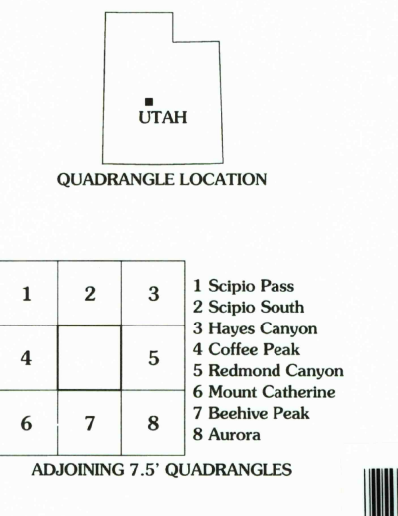 UTAH
QUADRANGLE LOCATION
1 2 3
4 5
6 7 8
1 Scipio Pass
2 Scipio South
3 Hayes Canyon
4 Coffee Peak
5 Redmond Canyon
6 Mount Catherine
7 Beehive Peak
8 Aurora
ADJOINING 7.5' QUADRANGLES